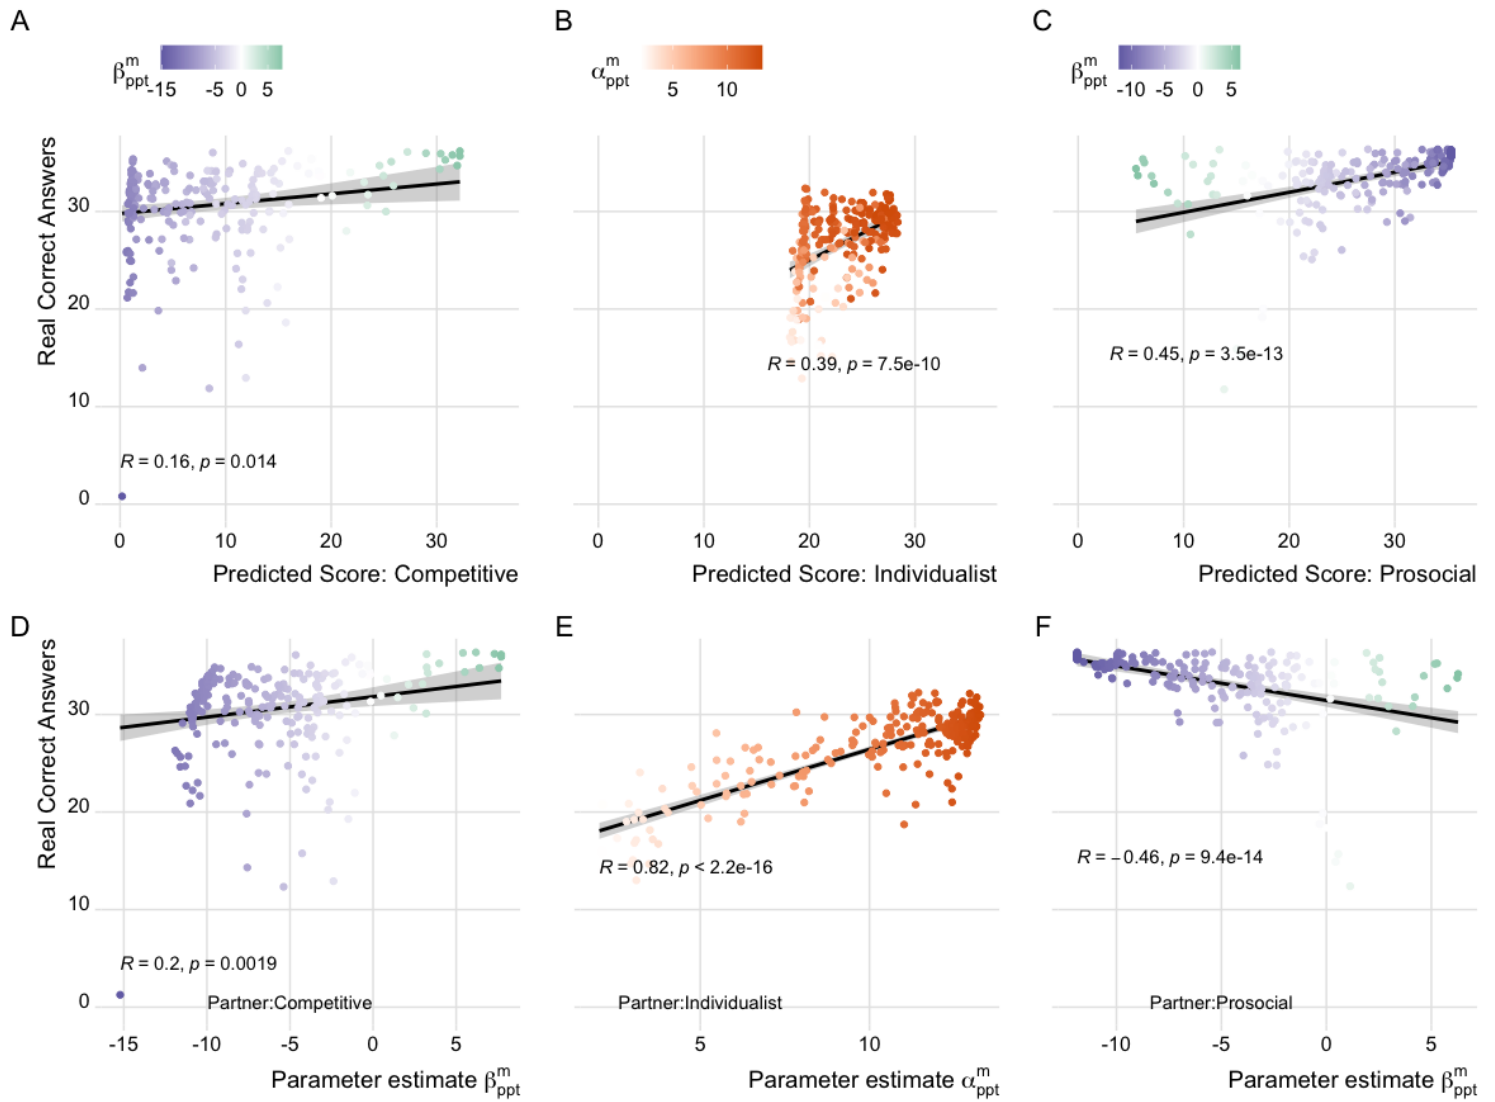 A
B
C
β^m_ppt
-15 -5 0 5
α^m_ppt
5 10
β^m_ppt
-10 -5 0 5
Real Correct Answers
30
20
10
0
R = 0.16, p = 0.014
R = 0.39, p = 7.5e-10
R = 0.45, p = 3.5e-13
0 10 20 30
0 10 20 30
0 10 20 30
Predicted Score: Competitive
Predicted Score: Individualist
Predicted Score: Prosocial
D
E
F
Real Correct Answers
30
20
10
0
R = 0.2, p = 0.0019
R = 0.82, p < 2.2e-16
R = −0.46, p = 9.4e-14
Partner:Competitive
Partner:Individualist
Partner:Prosocial
-15 -10 -5 0 5
5 10
-10 -5 0 5
Parameter estimate β^m_ppt
Parameter estimate α^m_ppt
Parameter estimate β^m_ppt